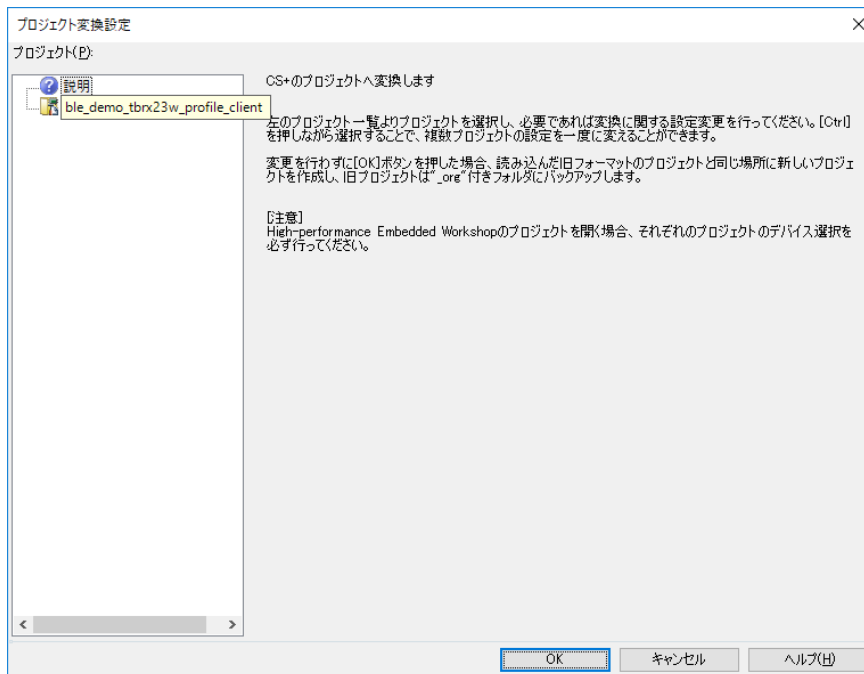 プロジェクト変換設定
プロジェクト(P):
説明
ble_demo_tbrx23w_profile_client
CS+のプロジェクトへ変換します
左のプロジェクト一覧よりプロジェクトを選択し、必要であれば変換に関する設定変更を行ってください。[Ctrl]
を押しながら選択することで、複数プロジェクトの設定を一度に変えることができます。
変更を行わずに[OK]ボタンを押した場合、読み込んだ旧フォーマットのプロジェクトと同じ場所に新しいプロジェ
クトを作成し、旧プロジェクトは"_org"付きフォルダにバックアップします。
[注意]
High-performance Embedded Workshopのプロジェクトを開く場合、それぞれのプロジェクトのデバイス選択を
必ず行ってください。
OK
キャンセル
ヘルプ(H)